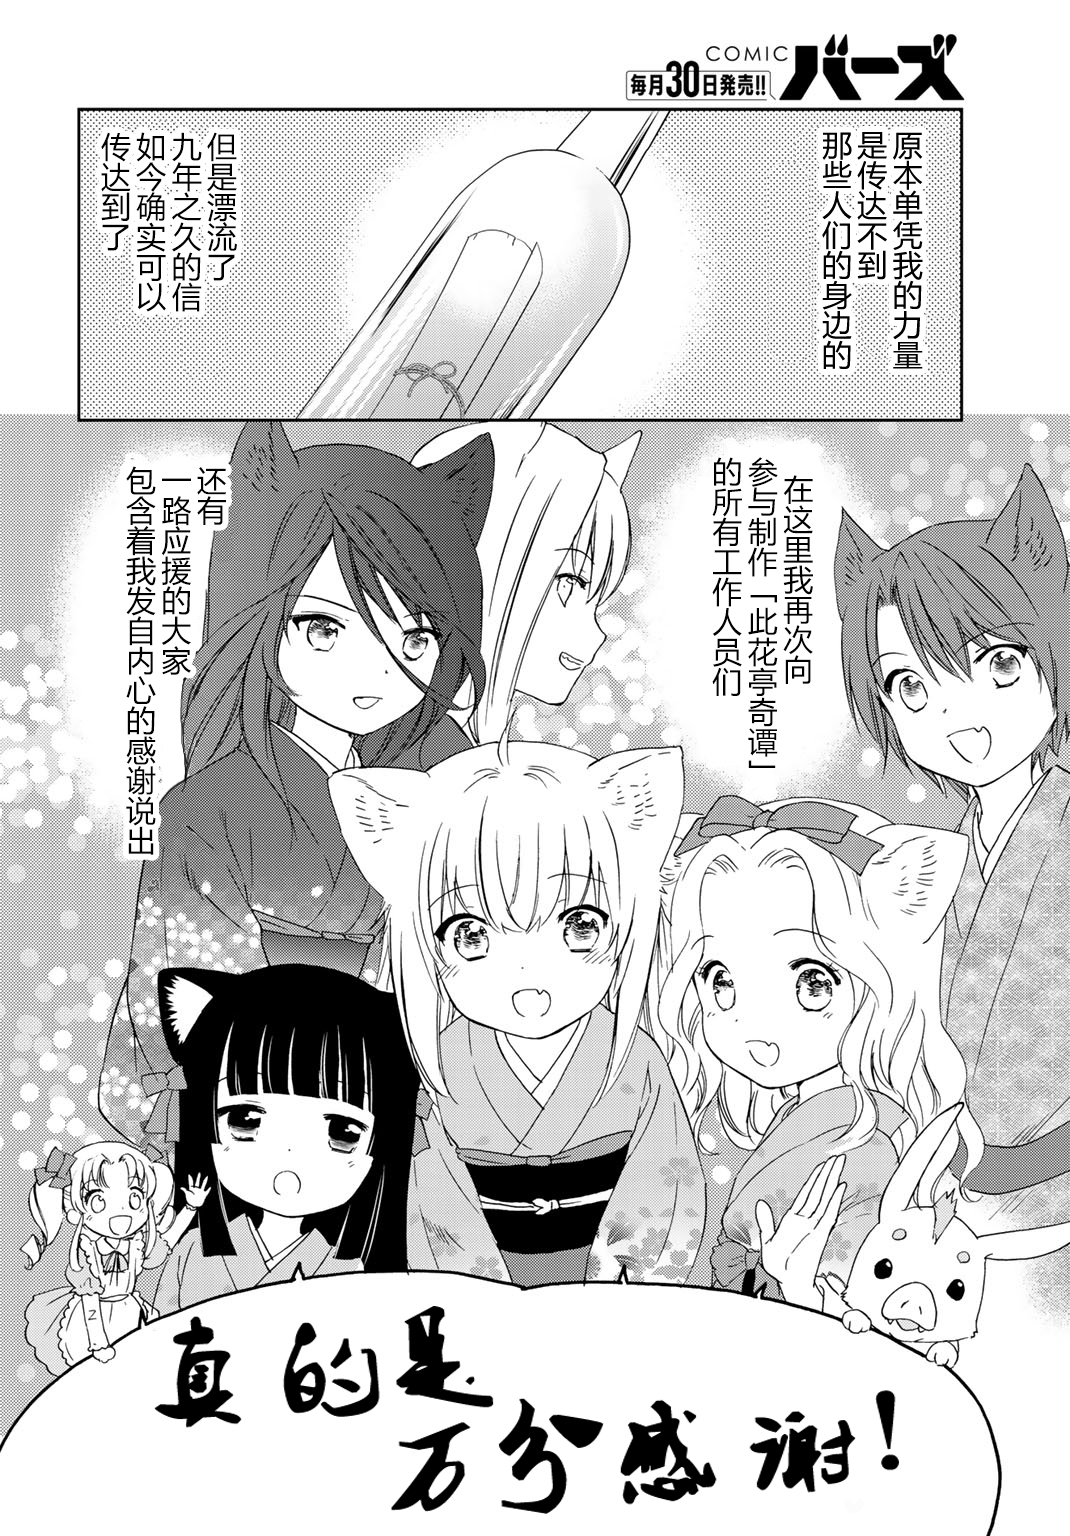 COMIC バーズ
毎月30日発売!!
原本单凭我的力量
是传达不到
那些人们的身边的
但是漂流了
九年之久的信
如今确实可以
传达到了
在这里我再次向
参与制作「此花亭奇谭」
的所有工作人员们
还有
一路应援的大家
包含着我发自内心的感谢说出
真的是
万分感谢!